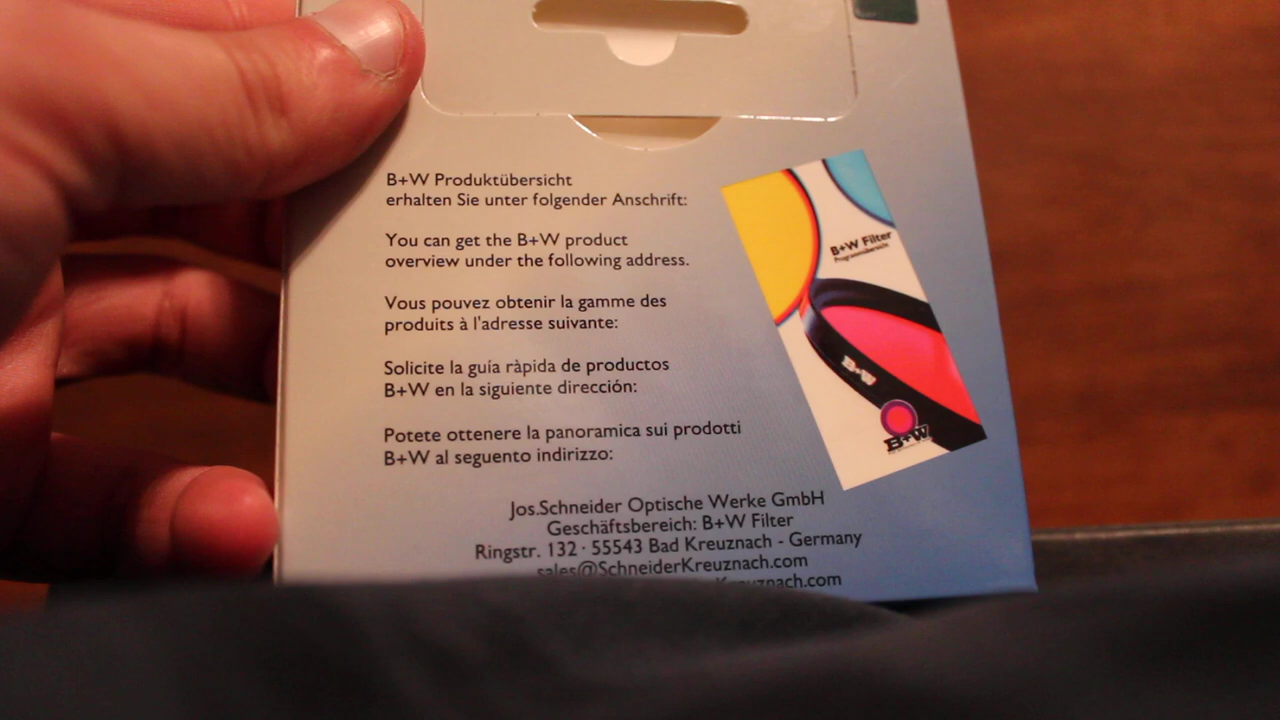 B+W Produktübersicht
erhalten Sie unter folgender Anschrift:
You can get the B+W product
overview under the following address.
Vous pouvez obtenir la gamme des
produits à l'adresse suivante:
Solicite la guía ràpida de productos
B+W en la siguiente dirección:
Potete ottenere la panoramica sui prodotti
B+W al seguento indirizzo:
Jos.Schneider Optische Werke GmbH
Geschäftsbereich: B+W Filter
Ringstr. 132 · 55543 Bad Kreuznach - Germany
sales@SchneiderKreuznach.com
Kreuznach.com
B+W Filter
Programmübersicht
B+W
B+W